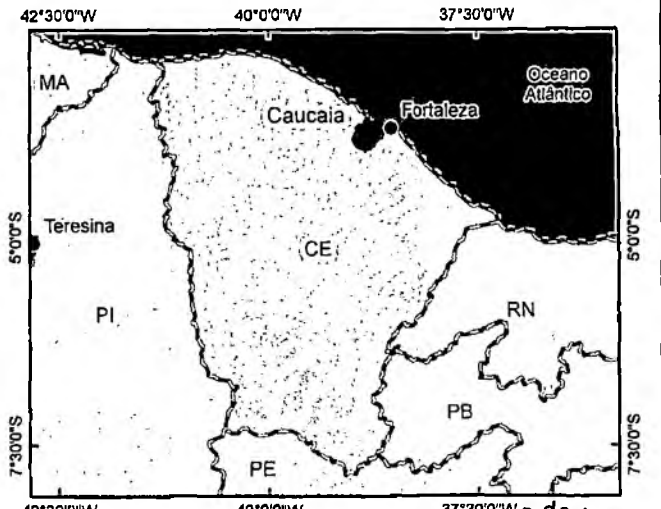 42°30'0"W 40°0'0"W 37°30'0"W
MA
Oceano
Atlântico
Caucaia Fortaleza
Teresina
5°0'0"S 5°0'0"S
CE
PI
RN
PB
7°30'0"S 7°30'0"S
PE